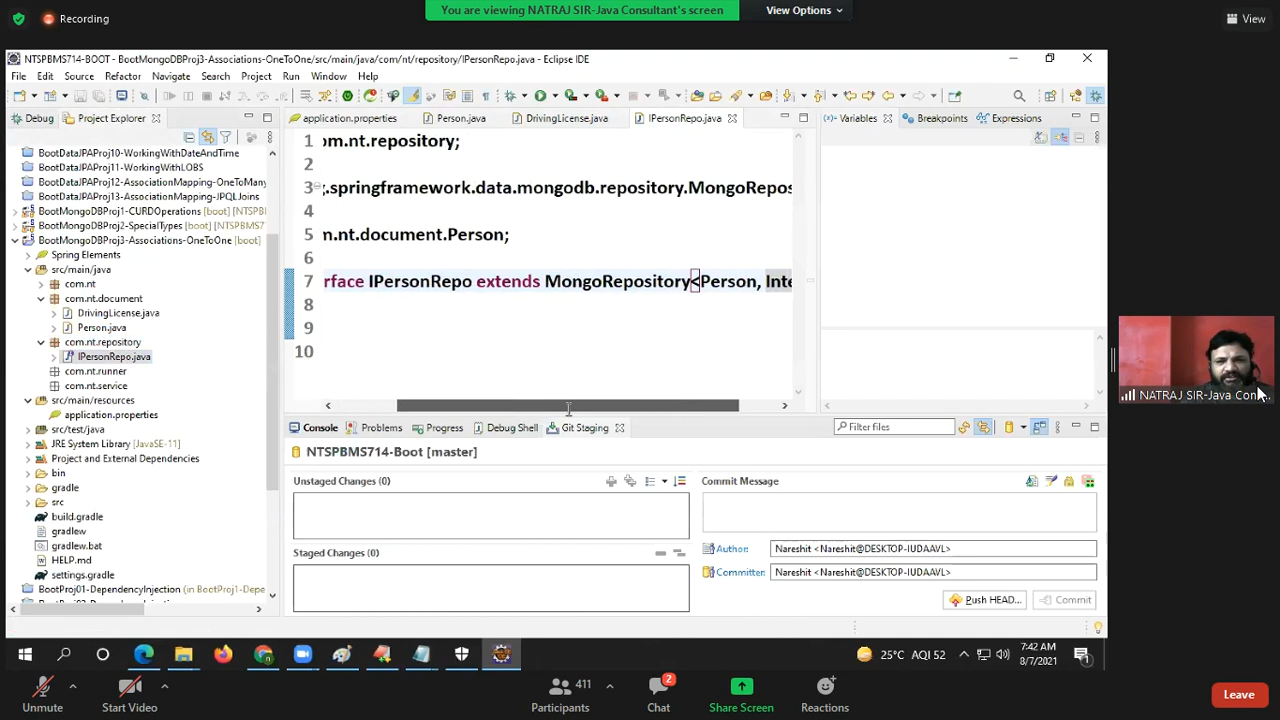 Recording
You are viewing NATRAJ SIR-Java Consultant's screen
View Options
View
NTSPBMS714-BOOT - BootMongoDBProj3-Associations-OneToOne/src/main/java/com/nt/repository/IPersonRepo.java - Eclipse IDE
File Edit Source Refactor Navigate Search Project Run Window Help
Debug Project Explorer
application.properties Person.java DrivingLicense.java IPersonRepo.java
Variables Breakpoints Expressions
BootDataJPAProj10-WorkingWithDateAndTime
BootDataJPAProj11-WorkingWithLOBS
BootDataJPAProj12-AssociationMapping-OneToMany
BootDataJPAProj13-AssociationMapping-JPQLJoins
BootMongoDBProj1-CURDOperations [boot] [NTSPB
BootMongoDBProj2-SpecialTypes [boot] [NTSPBMS7
BootMongoDBProj3-Associations-OneToOne [boot]
Spring Elements
src/main/java
com.nt
com.nt.document
DrivingLicense.java
Person.java
com.nt.repository
IPersonRepo.java
com.nt.runner
com.nt.service
src/main/resources
application.properties
src/test/java
JRE System Library [JavaSE-11]
Project and External Dependencies
bin
gradle
src
build.gradle
gradlew
gradlew.bat
HELP.md
settings.gradle
BootProj01-DependencyInjection (in BootProj1-Depe
1 om.nt.repository;
2
3 g.springframework.data.mongodb.repository.MongoRepos
4
5 m.nt.document.Person;
6
7 rface IPersonRepo extends MongoRepository<Person, Inte
8
9
10
Console Problems Progress Debug Shell Git Staging
Filter files
NTSPBMS714-Boot [master]
Unstaged Changes (0)
Staged Changes (0)
Commit Message
Author: Nareshit <Nareshit@DESKTOP-IUDAAVL>
Committer: Nareshit <Nareshit@DESKTOP-IUDAAVL>
Push HEAD...
Commit
NATRAJ SIR-Java Con...
25°C AQI 52
7:42 AM
8/7/2021
1
Unmute
Start Video
411
Participants
2
Chat
Share Screen
Reactions
Leave